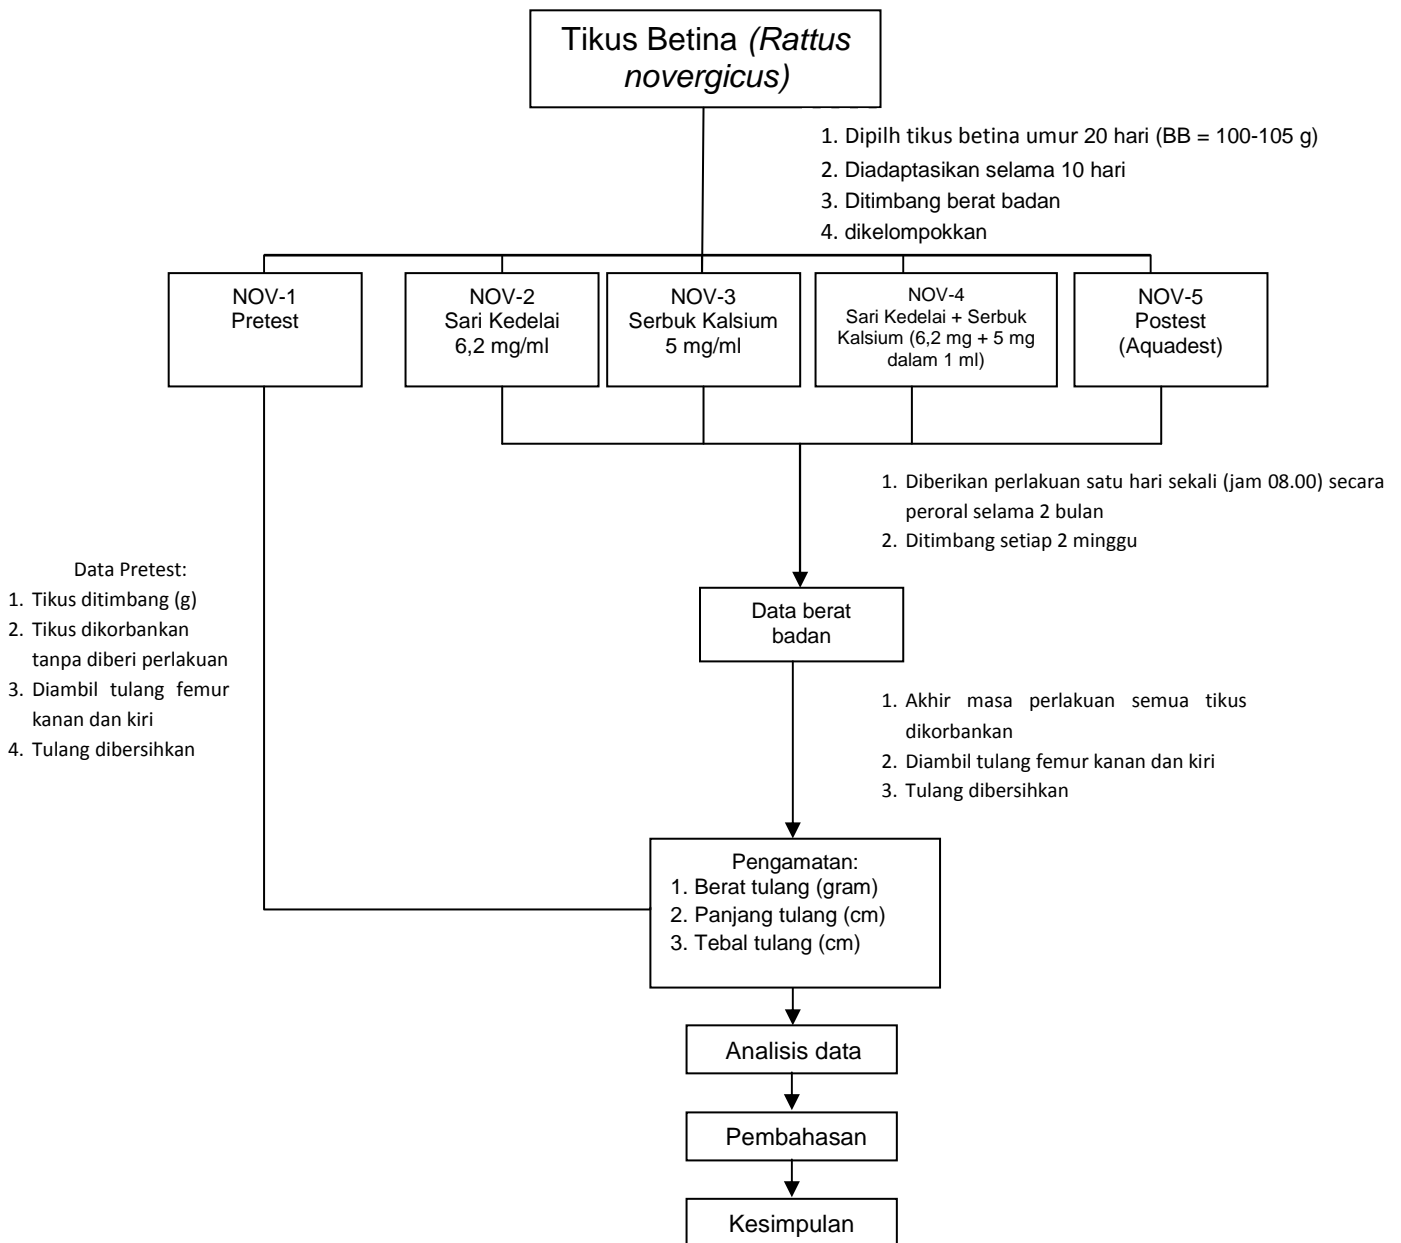 Tikus Betina (Rattus
novergicus)
1. Dipilh tikus betina umur 20 hari (BB = 100-105 g)
2. Diadaptasikan selama 10 hari
3. Ditimbang berat badan
4. dikelompokkan
NOV-1
Pretest
NOV-2
Sari Kedelai
6,2 mg/ml
NOV-3
Serbuk Kalsium
5 mg/ml
NOV-4
Sari Kedelai + Serbuk
Kalsium (6,2 mg + 5 mg
dalam 1 ml)
NOV-5
Postest
(Aquadest)
1. Diberikan perlakuan satu hari sekali (jam 08.00) secara
peroral selama 2 bulan
2. Ditimbang setiap 2 minggu
Data Pretest:
1. Tikus ditimbang (g)
2. Tikus dikorbankan
tanpa diberi perlakuan
3. Diambil tulang femur
kanan dan kiri
4. Tulang dibersihkan
Data berat
badan
1. Akhir masa perlakuan semua tikus
dikorbankan
2. Diambil tulang femur kanan dan kiri
3. Tulang dibersihkan
Pengamatan:
1. Berat tulang (gram)
2. Panjang tulang (cm)
3. Tebal tulang (cm)
Analisis data
Pembahasan
Kesimpulan